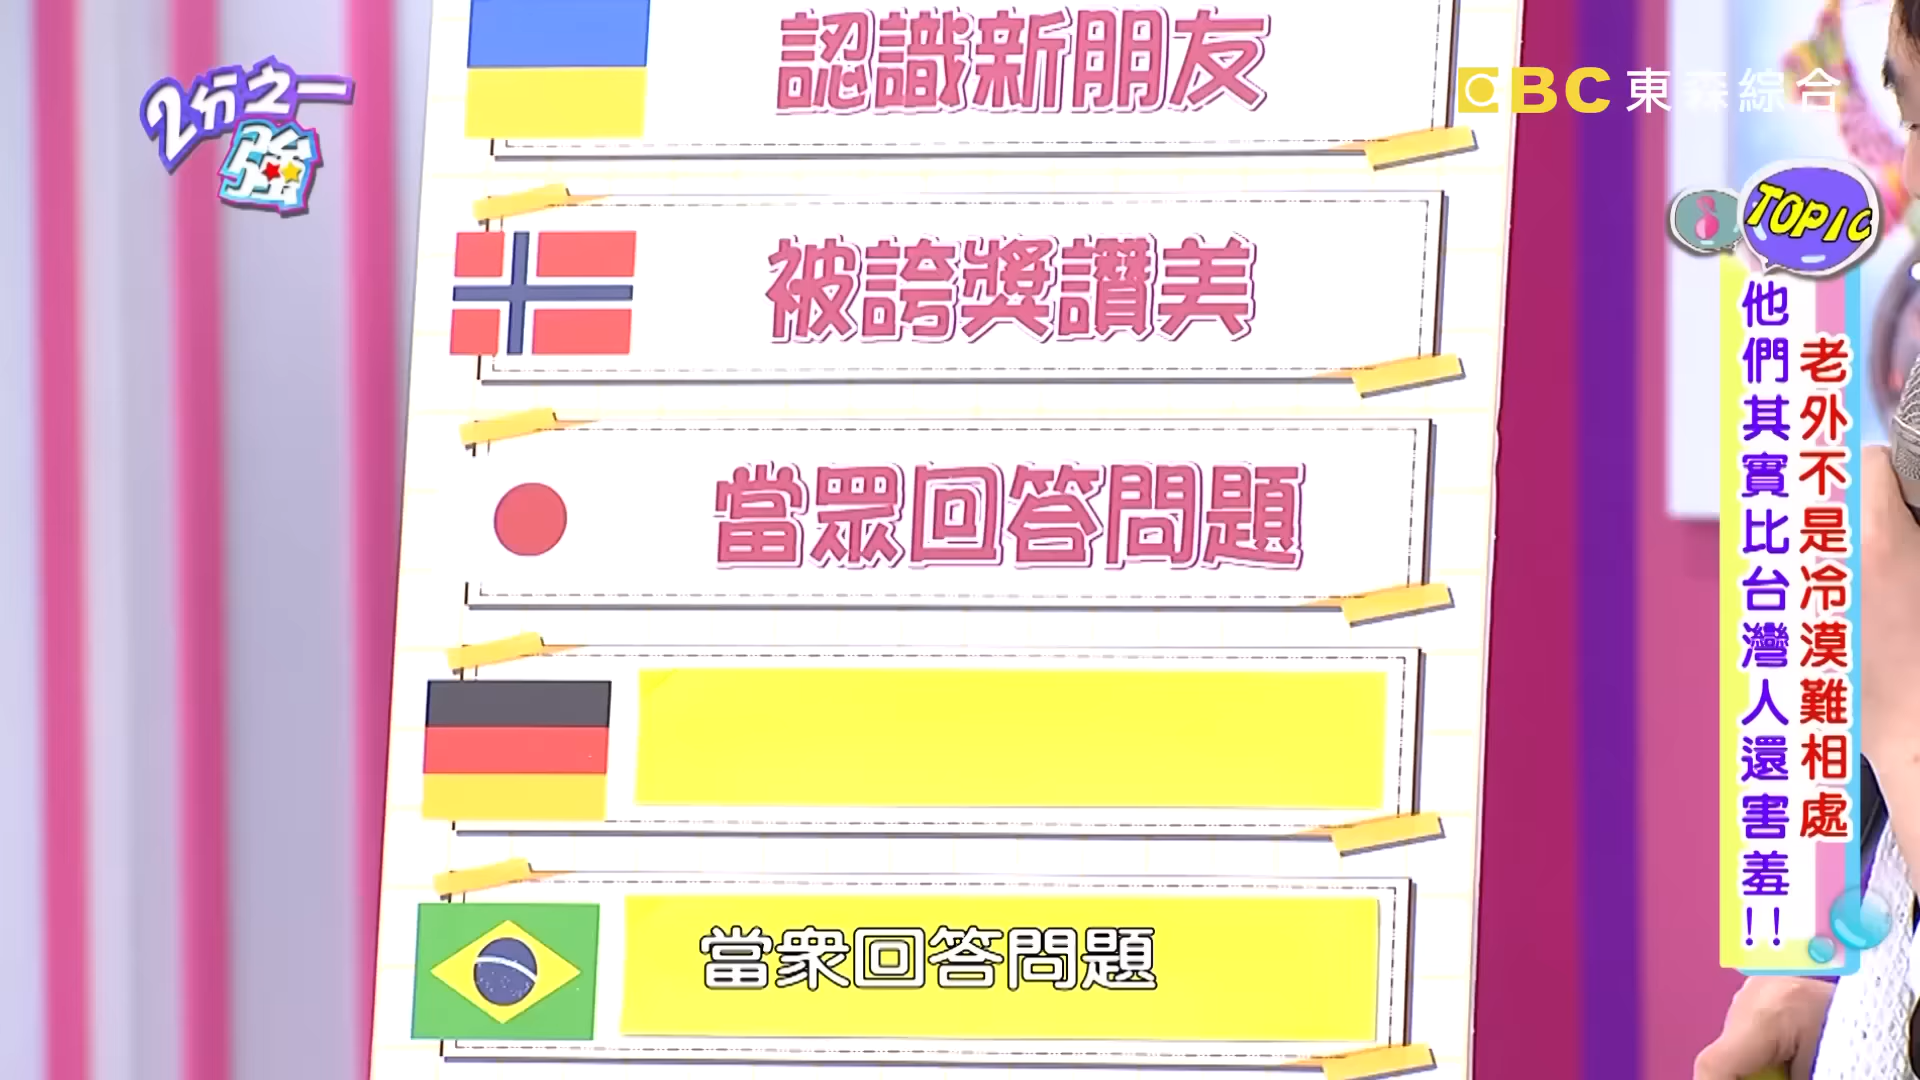 2分之一
強
EBC 東森綜合
TOPIC
老外不是冷漠難相處
他們其實比台灣人還害羞!!
認識新朋友
被誇獎讚美
當眾回答問題
當衆回答問題